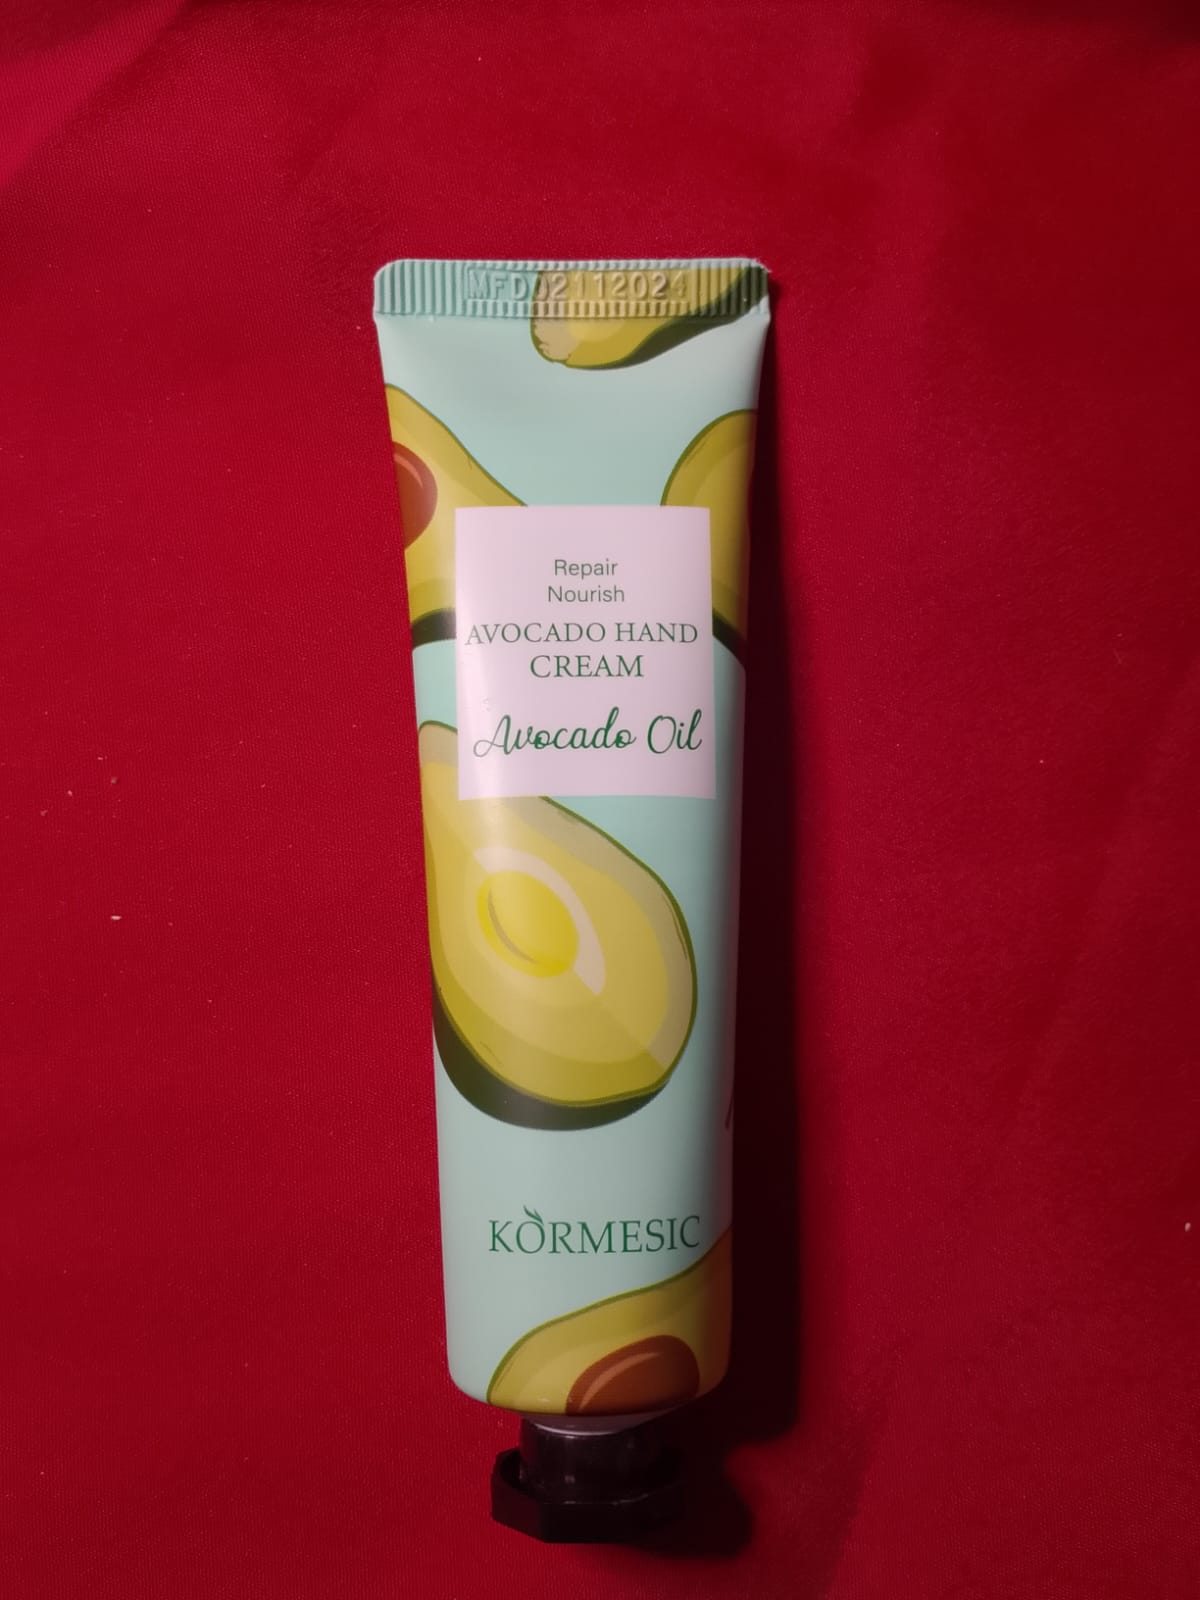 MFD02112024
Repair
Nourish
AVOCADO HAND
CREAM
Avocado Oil
KORMESIC